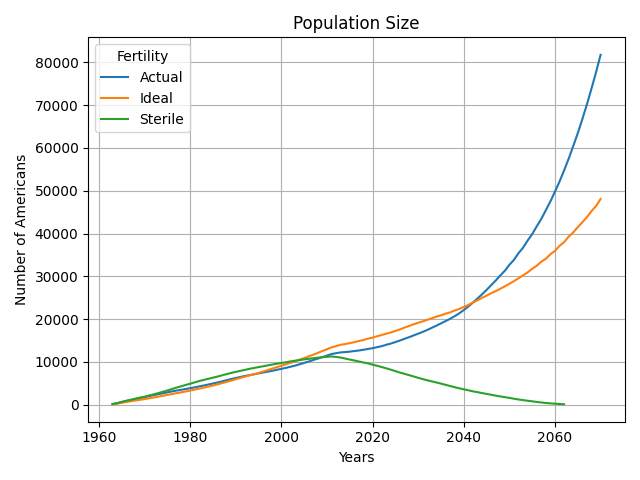 Population Size
Fertility
Actual
Ideal
Sterile
Number of Americans
80000
70000
60000
50000
40000
30000
20000
10000
0
1960 1980 2000 2020 2040 2060
Years